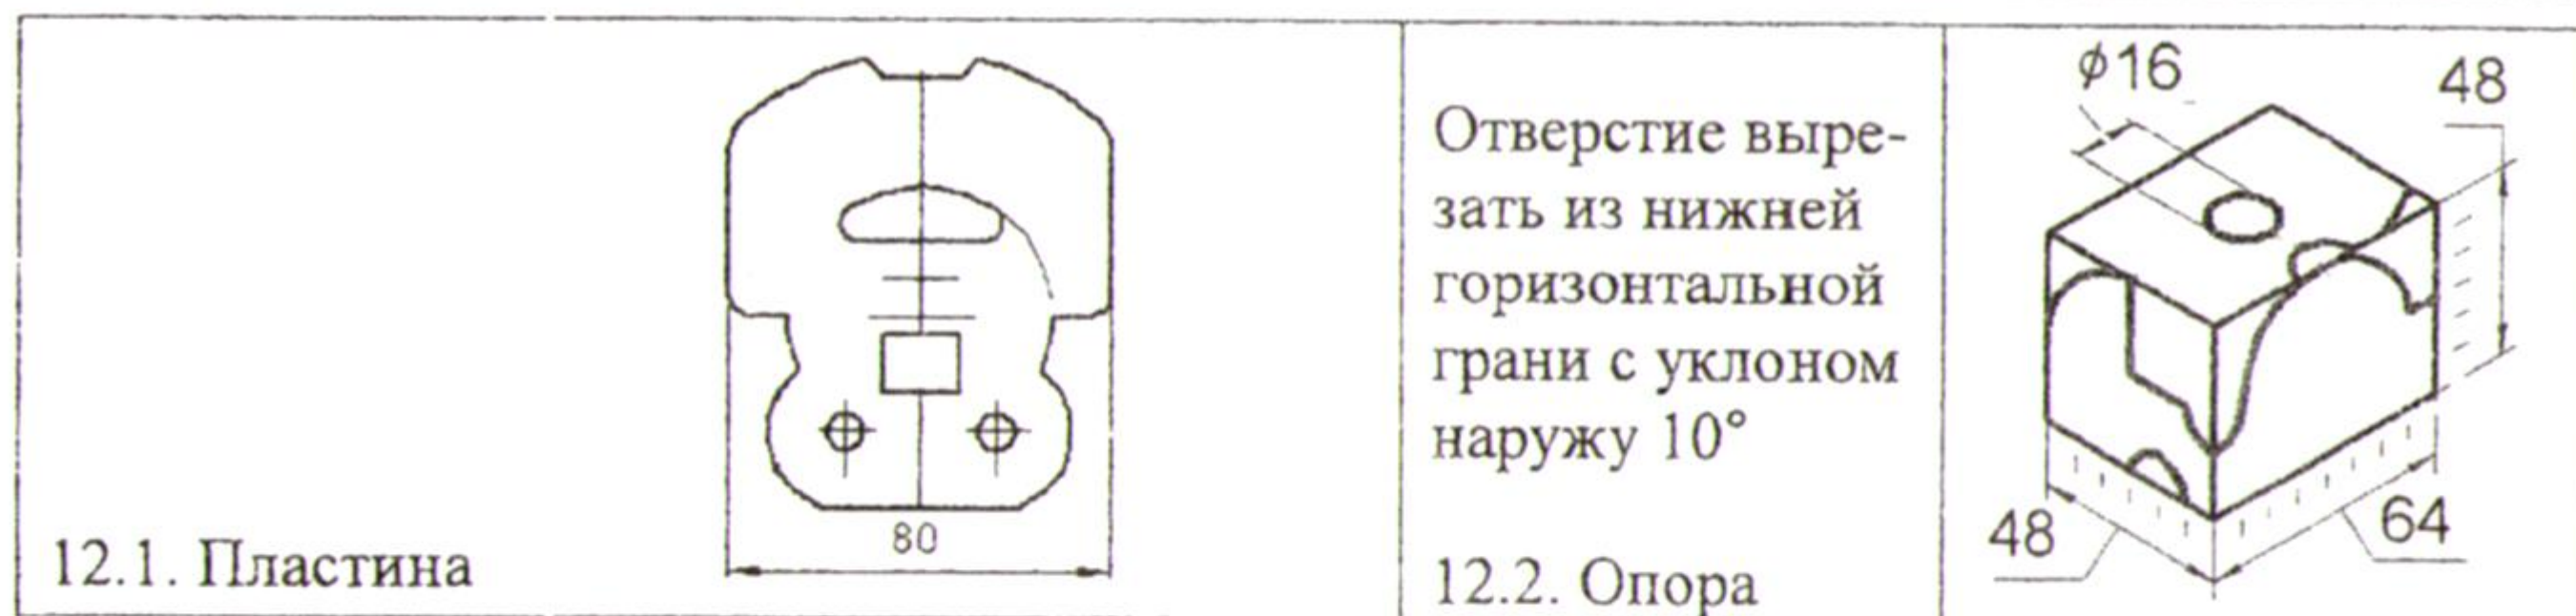 80
12.1. Пластина
Отверстие выре-
зать из нижней
горизонтальной
грани с уклоном
наружу 10°
12.2. Опора
ϕ16
48
48
64